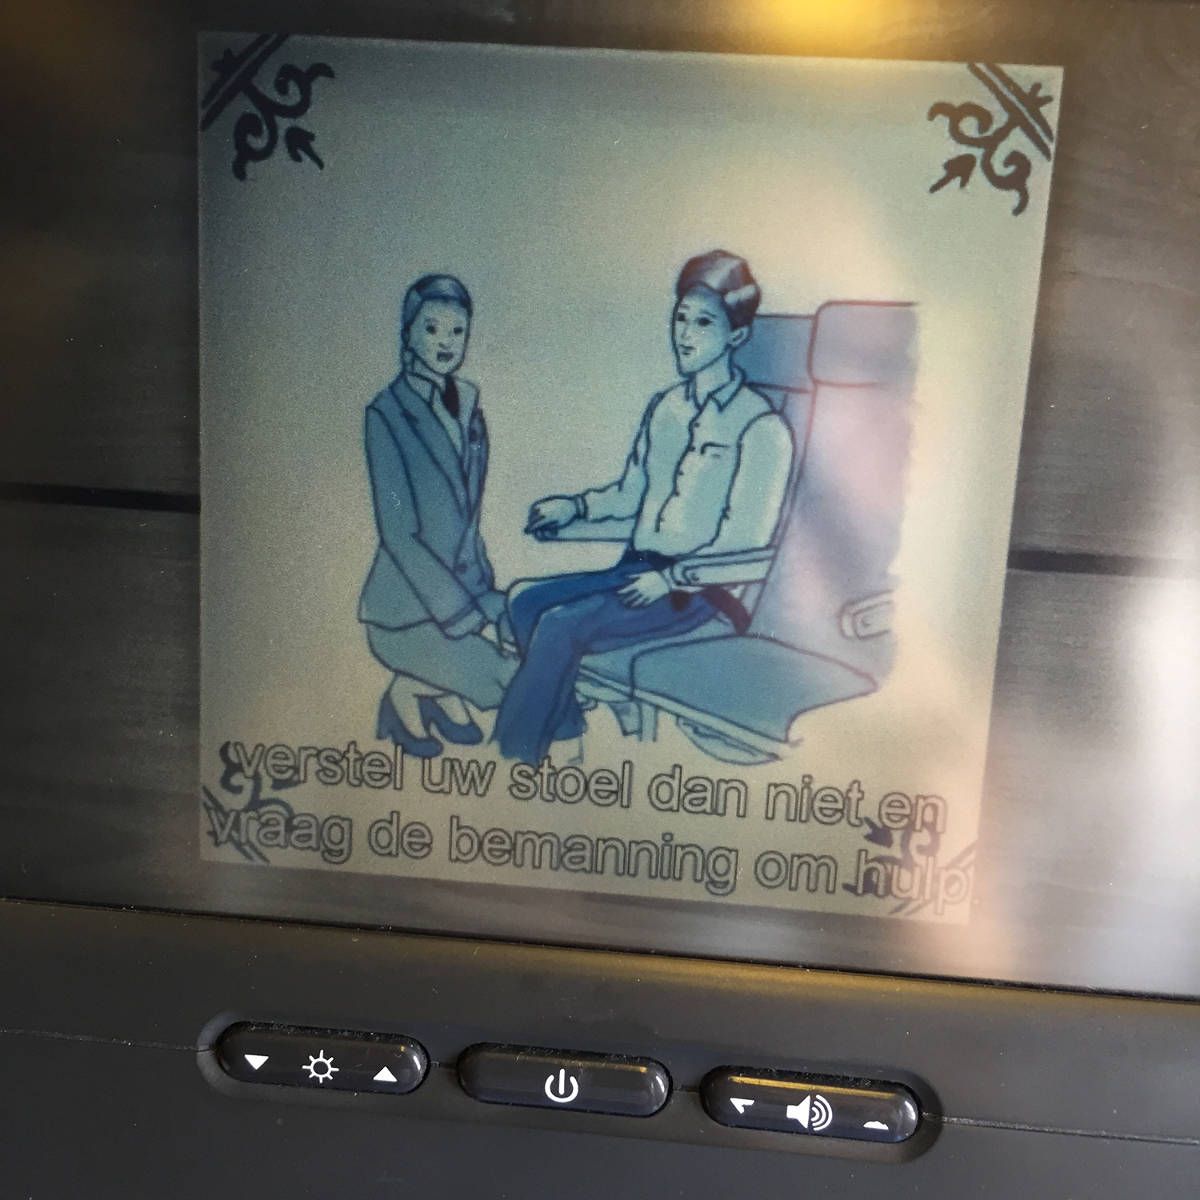 verstel uw stoel dan niet en
vraag de bemanning om hulp